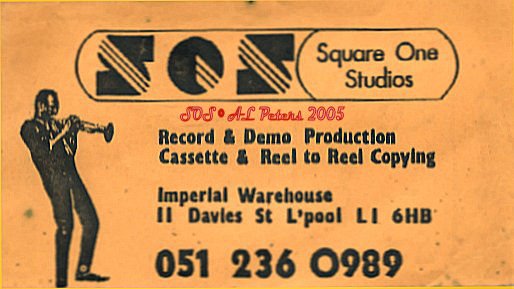 SOS
Square One
Studios
SOS © A-L Peters 2005
Record & Demo Production
Cassette & Reel to Reel Copying
Imperial Warehouse
11 Davies St L'pool L1 6HB
051 236 0989